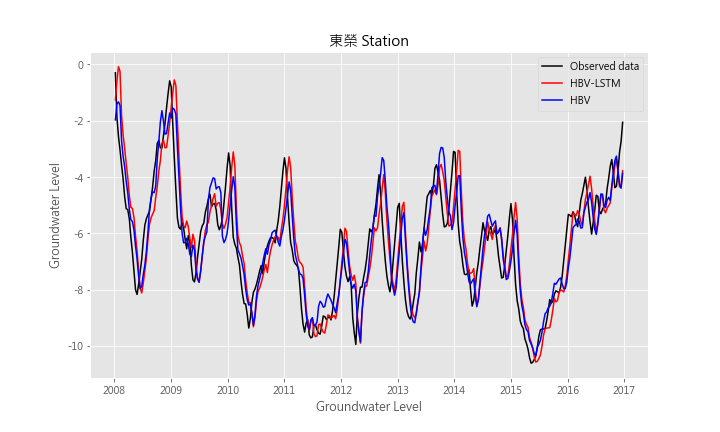 東榮 Station
Groundwater Level
0
-2
-4
-6
-8
-10
Observed data
HBV-LSTM
HBV
2008 2009 2010 2011 2012 2013 2014 2015 2016 2017
Groundwater Level